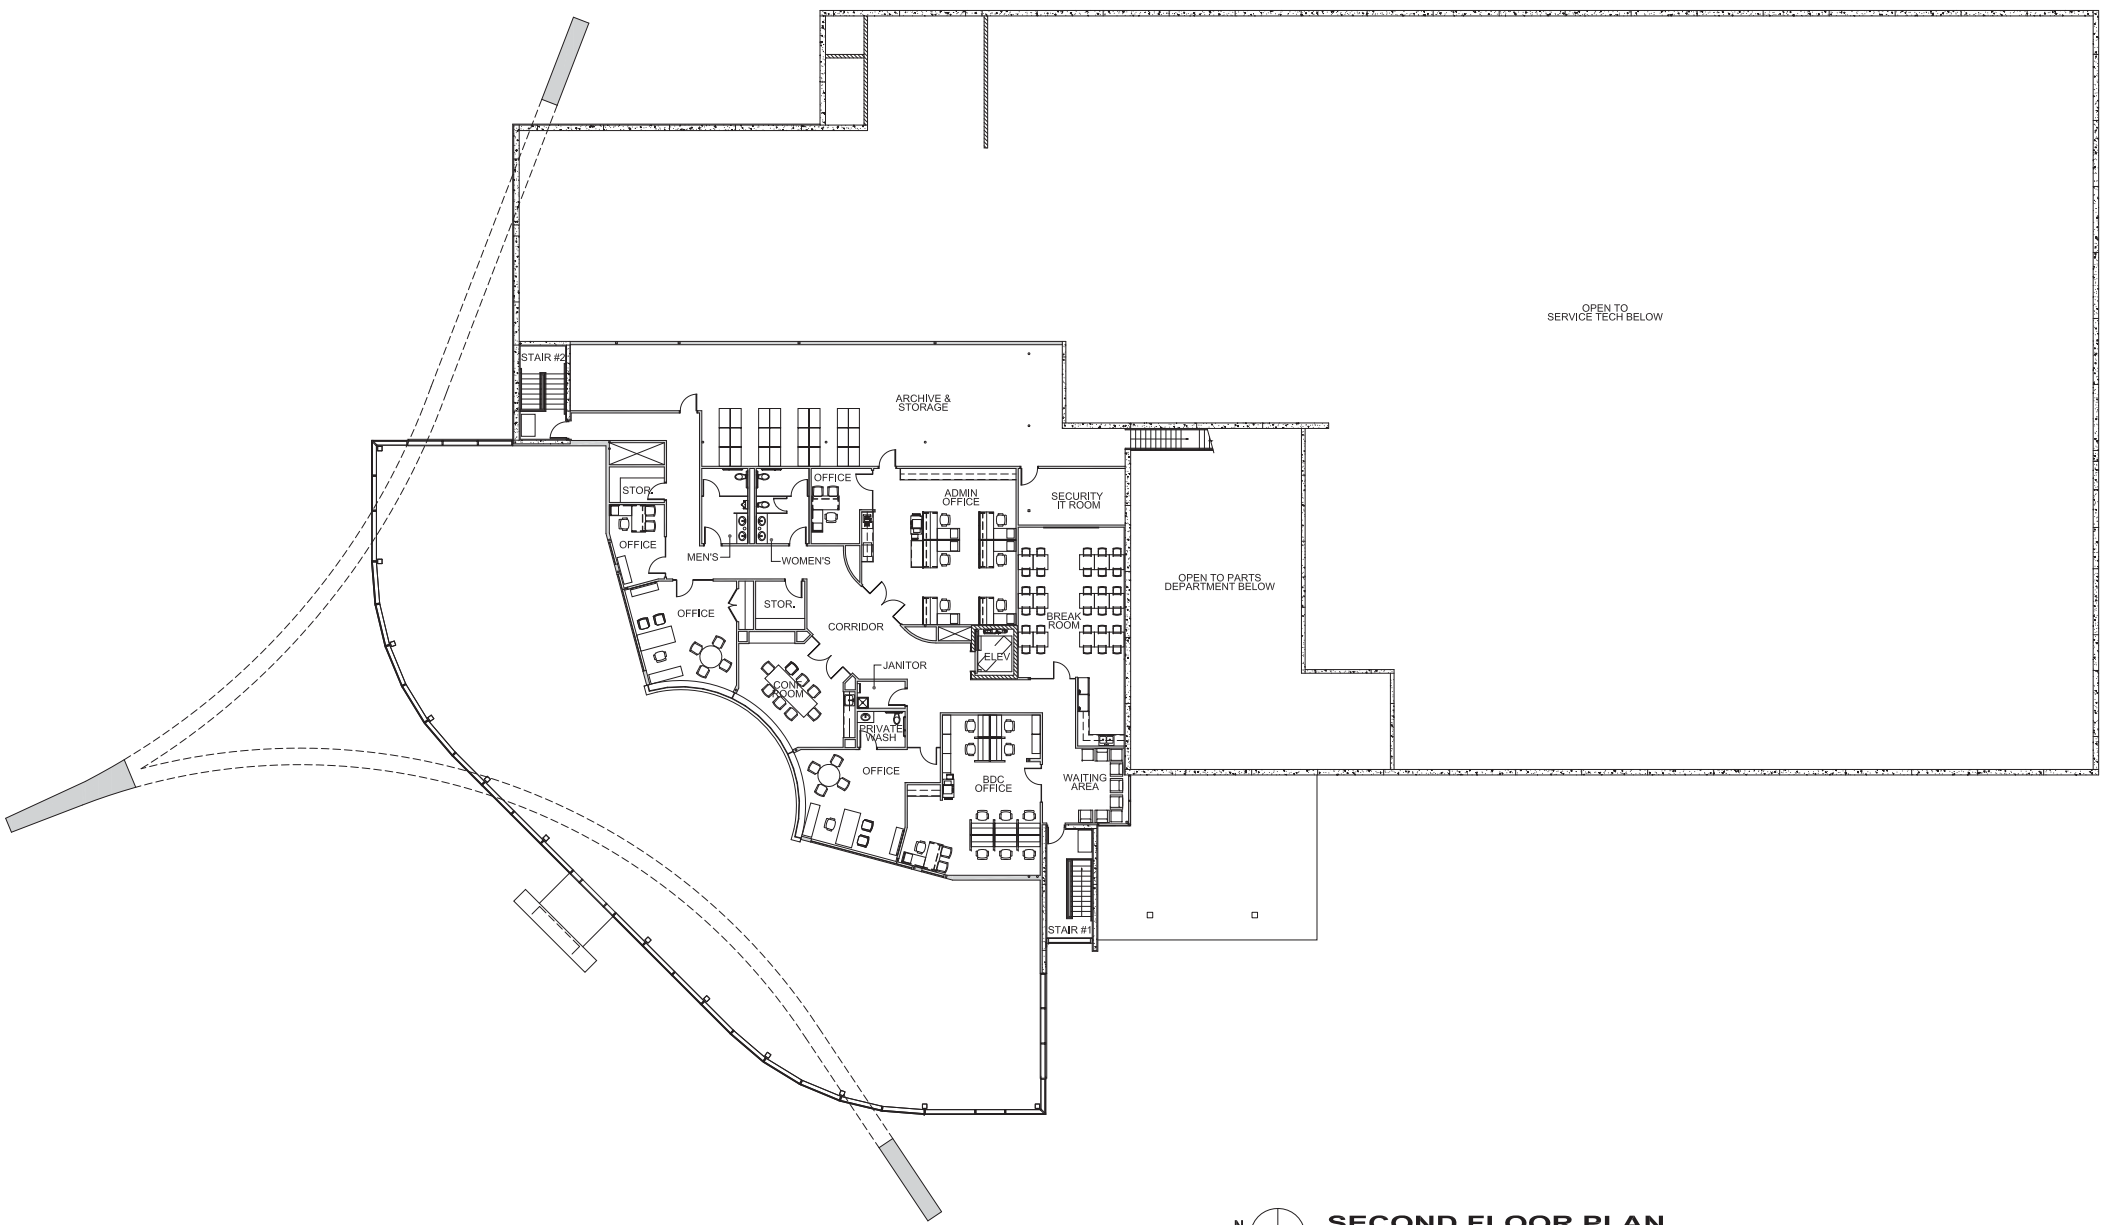 OPEN TO
SERVICE TECH BELOW
STAIR #2
ARCHIVE &
STORAGE
OFFICE
STOR.
ADMIN
OFFICE
SECURITY
IT ROOM
OFFICE
MEN'S
WOMEN'S
OPEN TO PARTS
DEPARTMENT BELOW
OFFICE
STOR.
CORRIDOR
BREAK
ROOM
ELEV
JANITOR
CONF
ROOM
PRIVATE
WASH
OFFICE
BDC
OFFICE
WAITING
AREA
STAIR #1
N
SECOND FLOOR PLAN